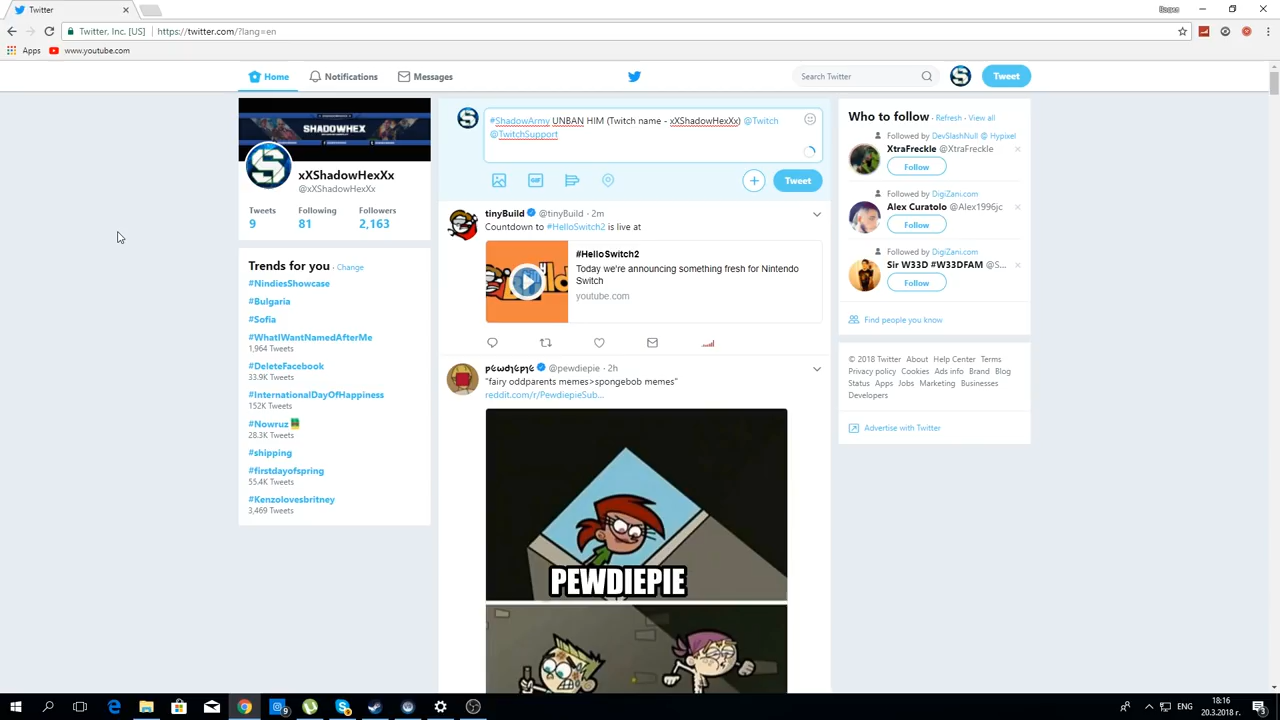 Twitter
Вация
Twitter, Inc. [US]
https://twitter.com/?lang=en
Apps
www.youtube.com
Home
Notifications
Messages
Search Twitter
Tweet
SHADOWHEX
xXShadowHexXx
@xXShadowHexXx
Tweets
Following
Followers
9
81
2,163
Trends for you · Change
#NindiesShowcase
#Bulgaria
#Sofia
#WhatIWantNamedAfterMe
1,964 Tweets
#DeleteFacebook
33.9K Tweets
#InternationalDayOfHappiness
152K Tweets
#Nowruz
28.3K Tweets
#shipping
#firstdayofspring
55.4K Tweets
#Kenzolovesbritney
3,469 Tweets
#ShadowArmy UNBAN HIM (Twitch name - xXShadowHexXx) @Twitch
@TwitchSupport
GIF
Tweet
tinyBuild @tinyBuild · 2m
Countdown to #HelloSwitch2 is live at
#HelloSwitch2
Today we're announcing something fresh for Nintendo
Switch
youtube.com
@pewdiepie · 2h
"fairy oddparents memes>spongebob memes"
reddit.com/r/PewdiepieSub...
PEWDIEPIE
Who to follow · Refresh · View all
Followed by DevSlashNull @ Hypixel
XtraFreckle @XtraFreckle
Follow
Followed by DigiZani.com
Alex Curatolo @Alex1996jc
Follow
Followed by DigiZani.com
Sir W33D #W33DFAM @S...
Follow
Find people you know
© 2018 Twitter About Help Center Terms
Privacy policy Cookies Ads info Brand Blog
Status Apps Jobs Marketing Businesses
Developers
Advertise with Twitter
9
ENG
18:16
20.3.2018 г.
3